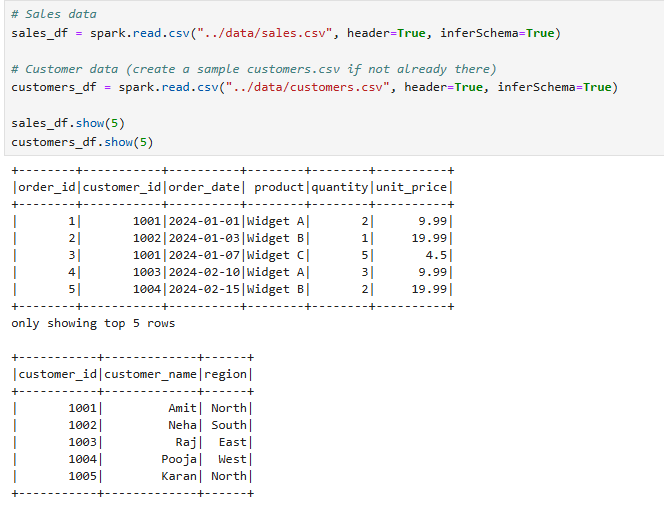 # Sales data
sales_df = spark.read.csv("../data/sales.csv", header=True, inferSchema=True)

# Customer data (create a sample customers.csv if not already there)
customers_df = spark.read.csv("../data/customers.csv", header=True, inferSchema=True)

sales_df.show(5)
customers_df.show(5)

+--------+-----------+----------+--------+--------+----------+
|order_id|customer_id|order_date| product|quantity|unit_price|
+--------+-----------+----------+--------+--------+----------+
|       1|       1001|2024-01-01|Widget A|       2|      9.99|
|       2|       1002|2024-01-03|Widget B|       1|     19.99|
|       3|       1001|2024-01-07|Widget C|       5|       4.5|
|       4|       1003|2024-02-10|Widget A|       3|      9.99|
|       5|       1004|2024-02-15|Widget B|       2|     19.99|
+--------+-----------+----------+--------+--------+----------+
only showing top 5 rows

+-----------+-------------+------+
|customer_id|customer_name|region|
+-----------+-------------+------+
|       1001|         Amit| North|
|       1002|         Neha| South|
|       1003|          Raj|  East|
|       1004|        Pooja|  West|
|       1005|        Karan| North|
+-----------+-------------+------+